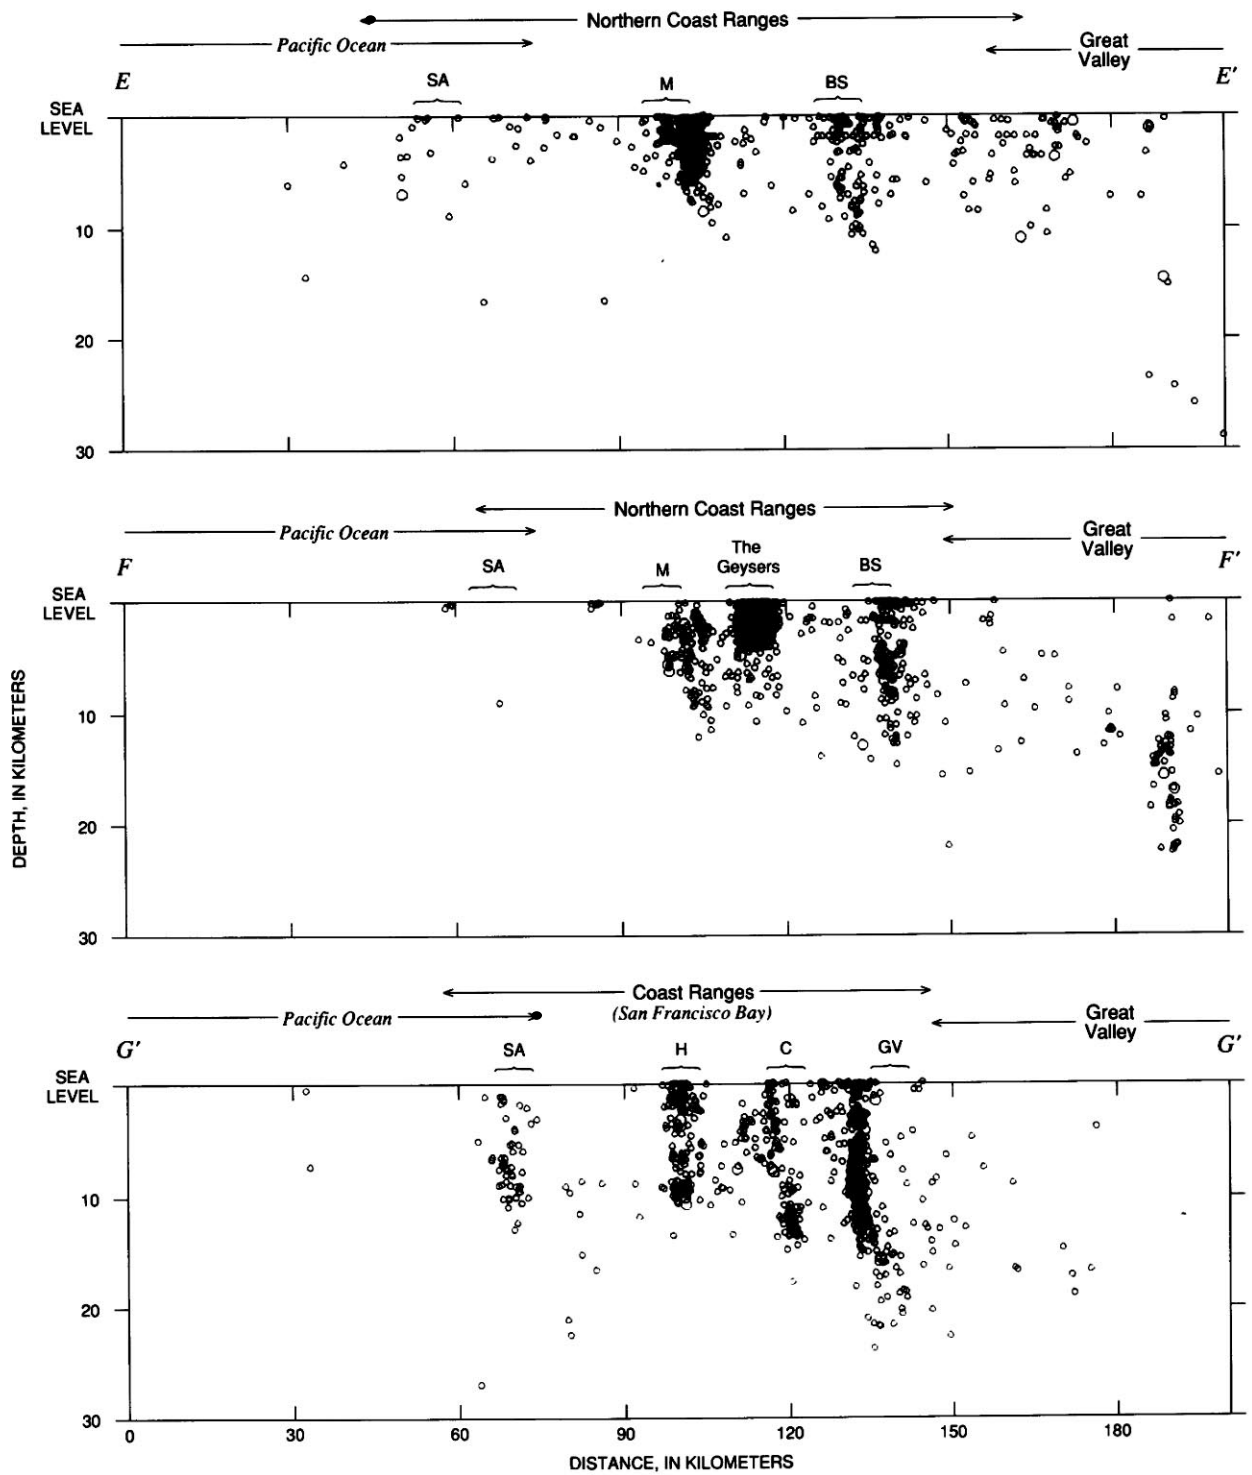 Northern Coast Ranges
Pacific Ocean
Great
Valley
E
SA
M
BS
E'
SEA
LEVEL
10
20
30
Northern Coast Ranges
Pacific Ocean
Great
Valley
F
SA
M
The
Geysers
BS
F'
SEA
LEVEL
10
20
30
DEPTH, IN KILOMETERS
Coast Ranges
(San Francisco Bay)
Pacific Ocean
Great
Valley
G'
SA
H
C
GV
G'
SEA
LEVEL
10
20
30
0 30 60 90 120 150 180
DISTANCE, IN KILOMETERS